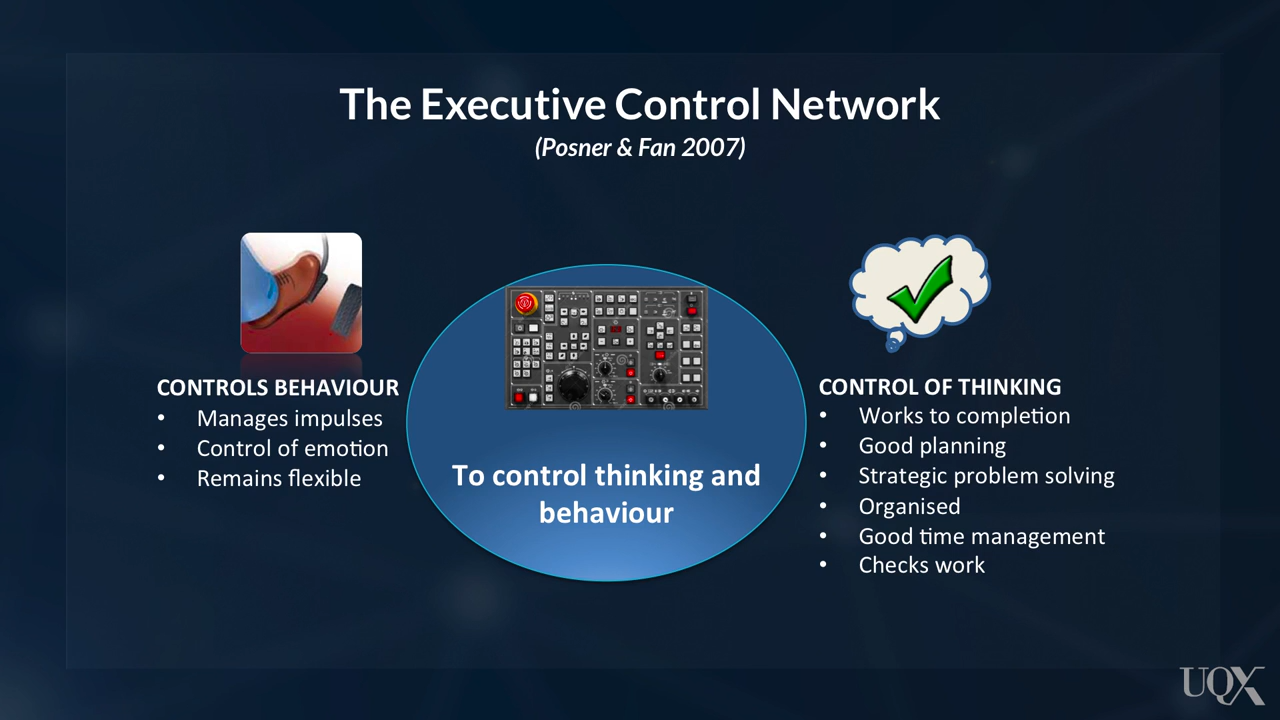 The Executive Control Network
(Posner & Fan 2007)
CONTROLS BEHAVIOUR
• Manages impulses
• Control of emotion
• Remains flexible
To control thinking and
behaviour
CONTROL OF THINKING
• Works to completion
• Good planning
• Strategic problem solving
• Organised
• Good time management
• Checks work
UQX